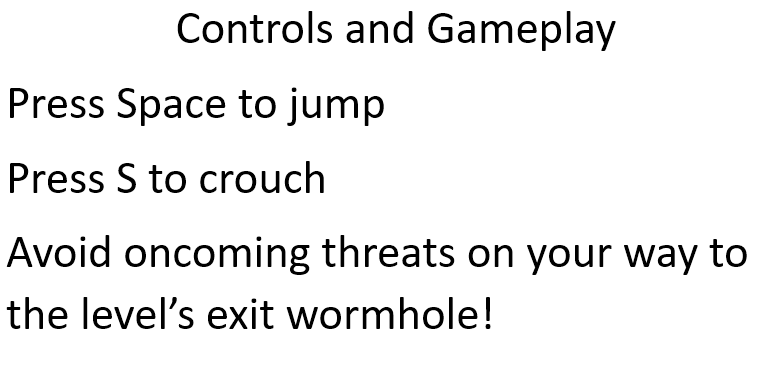 Controls and Gameplay
Press Space to jump
Press S to crouch
Avoid oncoming threats on your way to
the level’s exit wormhole!